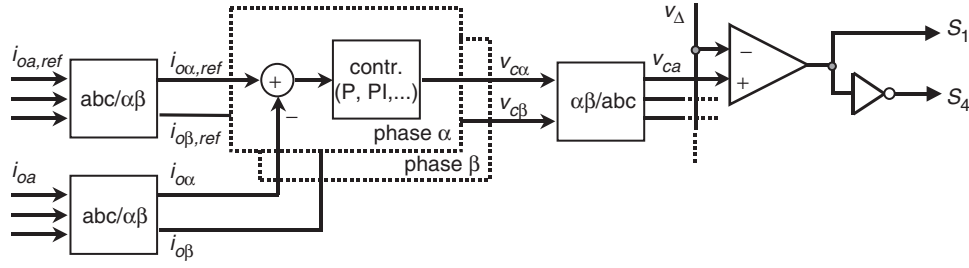 i_oa,ref
abc/αβ
i_oα,ref
i_oβ,ref
+
−
contr.
(P, PI,...)
phase α
phase β
v_cα
v_cβ
αβ/abc
v_ca
v_Δ
−
+
S_1
S_4
i_oa
abc/αβ
i_oα
i_oβ